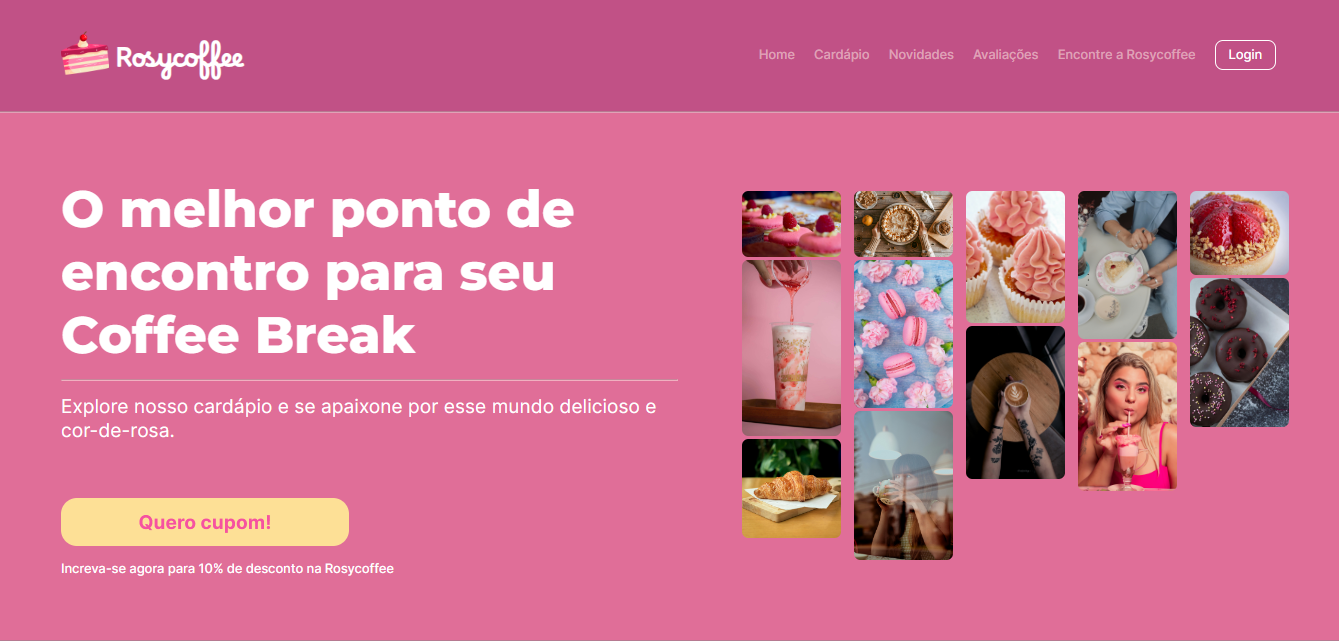 Rosycoffee
Home
Cardápio
Novidades
Avaliações
Encontre a Rosycoffee
Login
O melhor ponto de
encontro para seu
Coffee Break
Explore nosso cardápio e se apaixone por esse mundo delicioso e
cor-de-rosa.
Quero cupom!
Increva-se agora para 10% de desconto na Rosycoffee